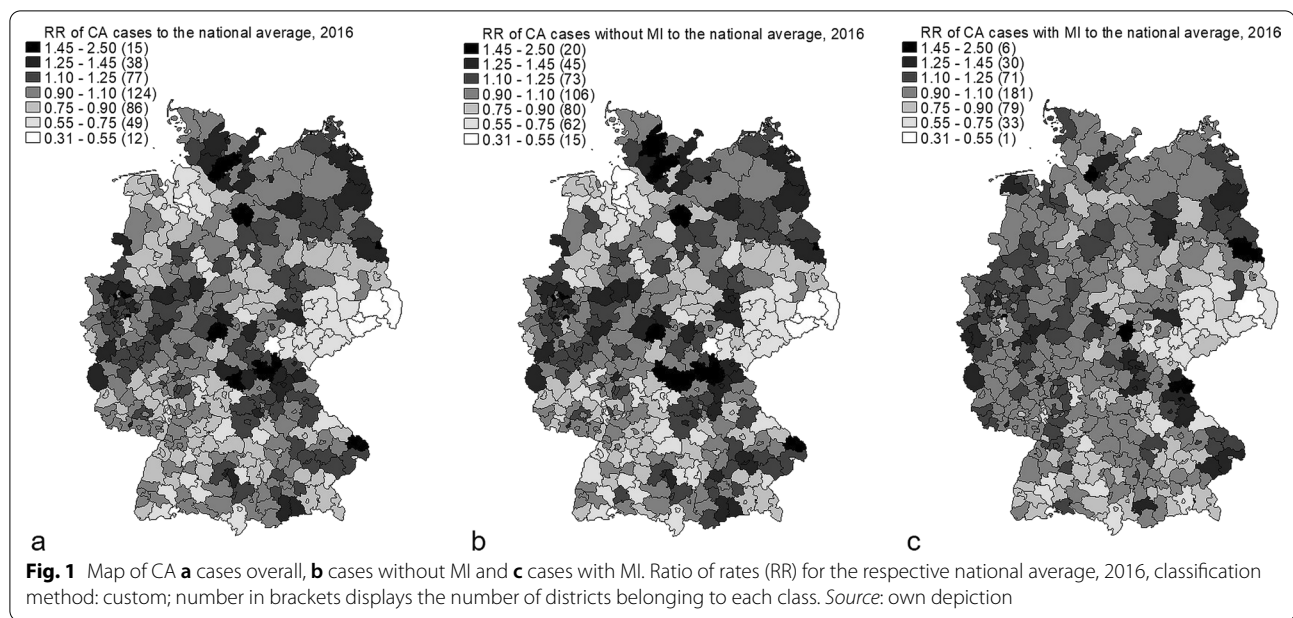 RR of CA cases to the national average, 2016
1.45 - 2.50 (15)
1.25 - 1.45 (38)
1.10 - 1.25 (77)
0.90 - 1.10 (124)
0.75 - 0.90 (86)
0.55 - 0.75 (49)
0.31 - 0.55 (12)
a
RR of CA cases without MI to the national average, 2016
1.45 - 2.50 (20)
1.25 - 1.45 (45)
1.10 - 1.25 (73)
0.90 - 1.10 (106)
0.75 - 0.90 (80)
0.55 - 0.75 (62)
0.31 - 0.55 (15)
b
RR of CA cases with MI to the national average, 2016
1.45 - 2.50 (6)
1.25 - 1.45 (30)
1.10 - 1.25 (71)
0.90 - 1.10 (181)
0.75 - 0.90 (79)
0.55 - 0.75 (33)
0.31 - 0.55 (1)
c
Fig. 1 Map of CA a cases overall, b cases without MI and c cases with MI. Ratio of rates (RR) for the respective national average, 2016, classification
method: custom; number in brackets displays the number of districts belonging to each class. Source: own depiction